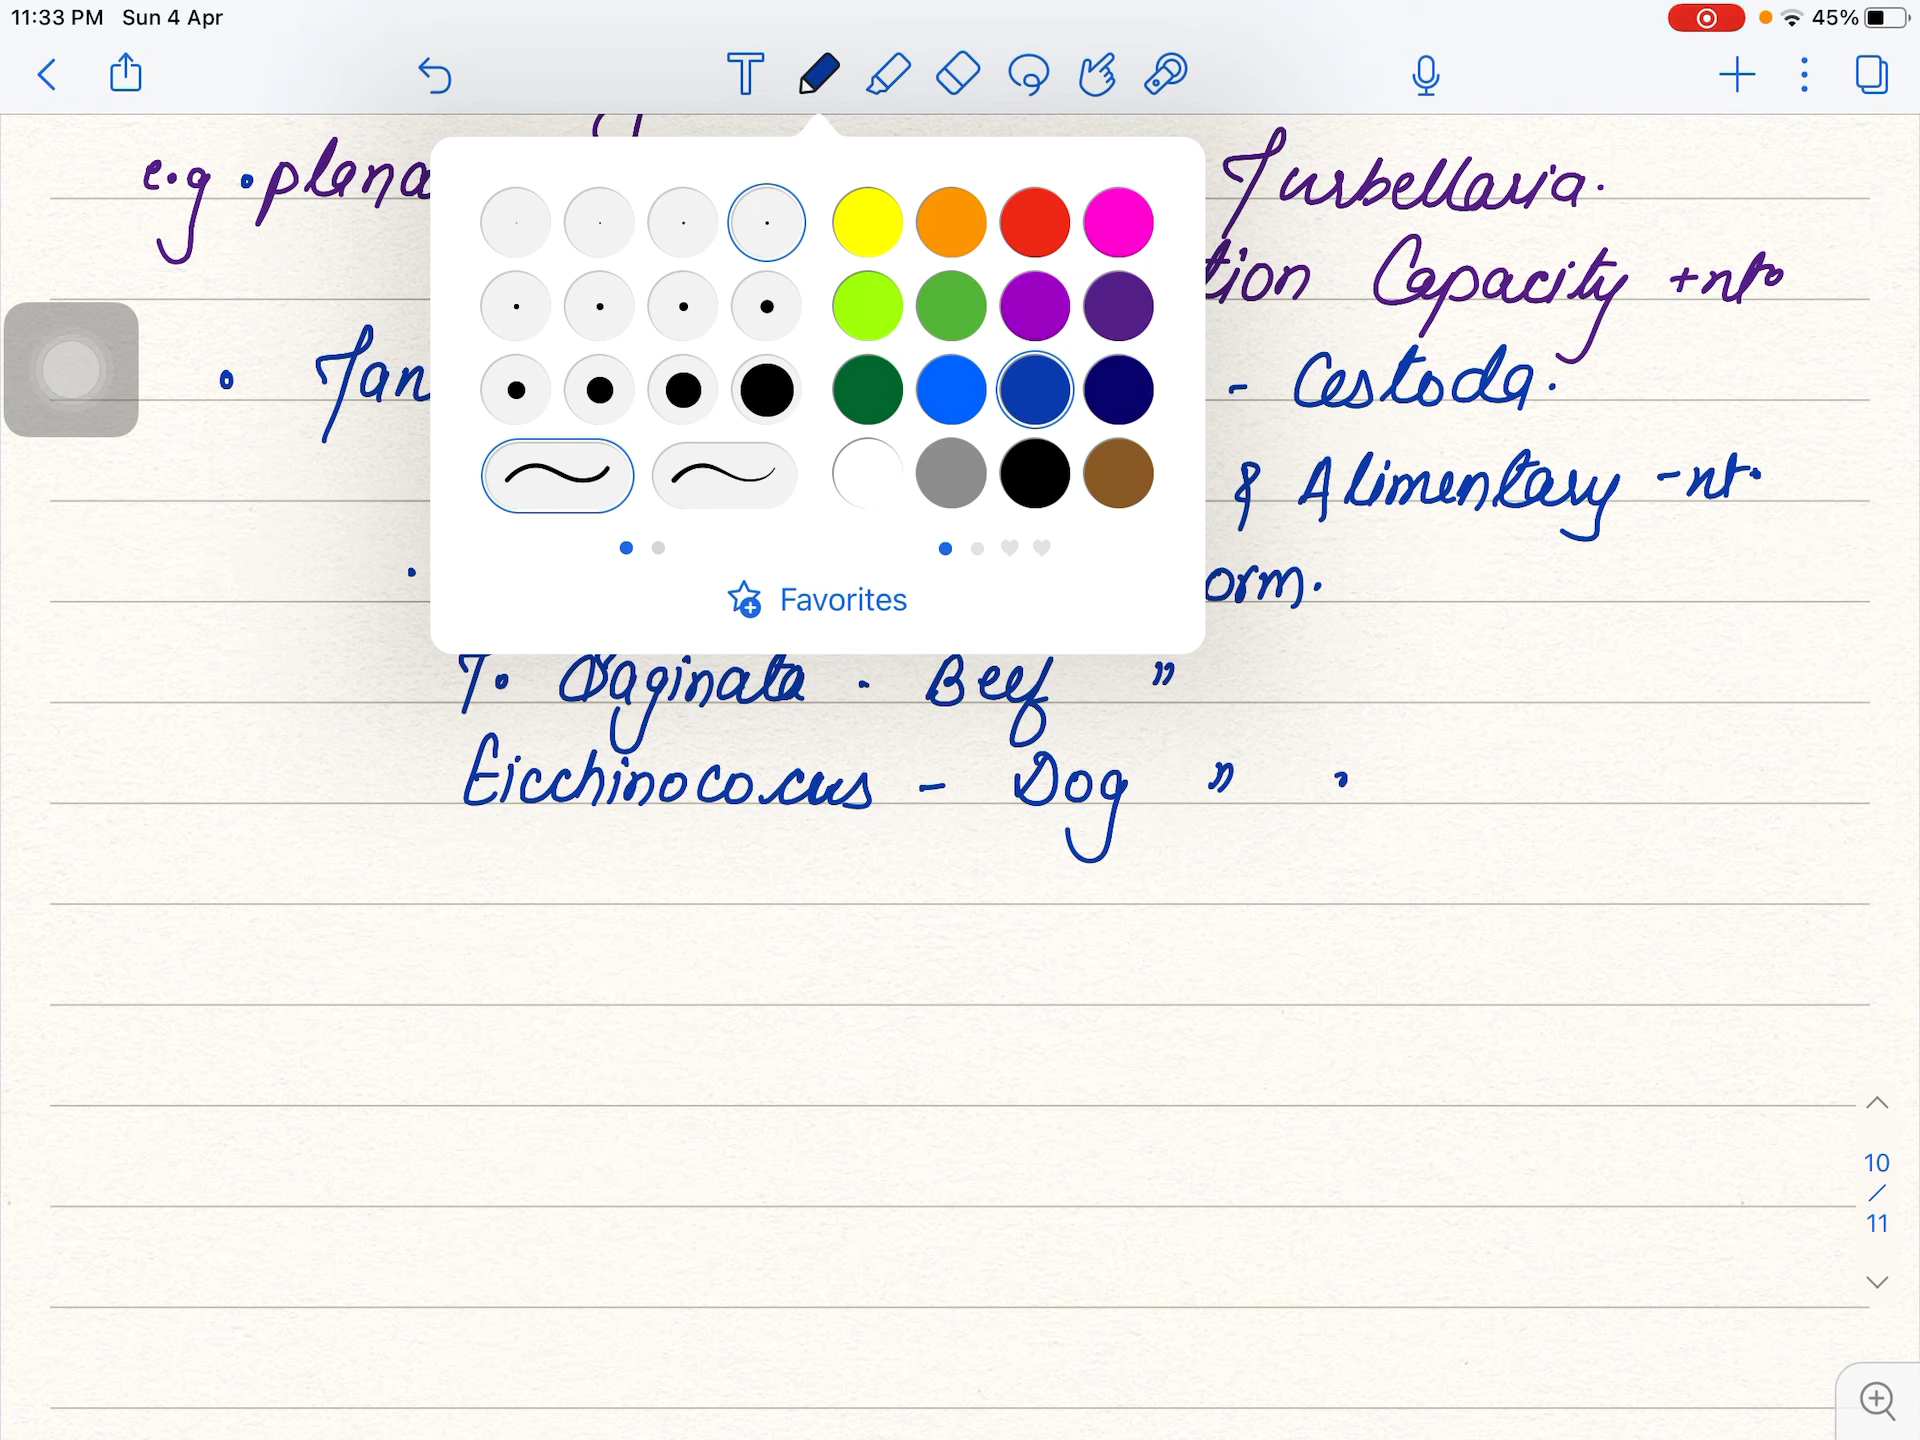 11:33 PM Sun 4 Apr 45%
T
e.g. plana Turbellaria.
tion Capacity +nt.
Tan - Cestoda.
& Alimentary -nt.
orm.
Favorites
T. Saginata - Beef "
Eicchinococcus - Dog "
10
/
11